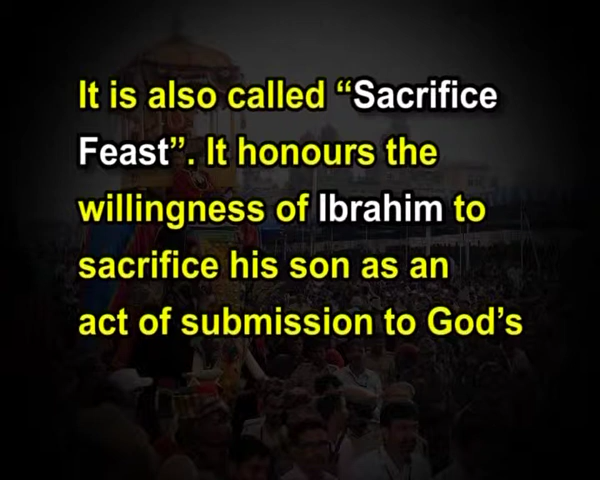 It is also called “Sacrifice
Feast”. It honours the
willingness of Ibrahim to
sacrifice his son as an
act of submission to God’s